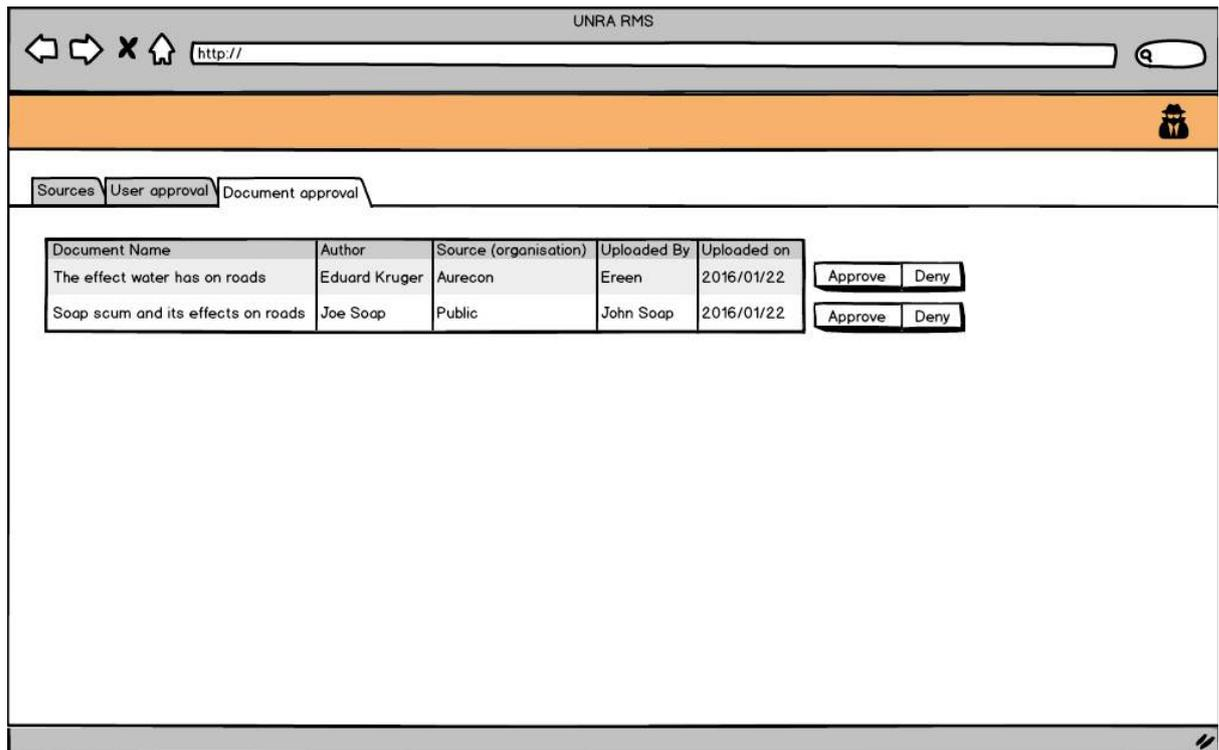 UNRA RMS
http://
Sources User approval Document approval
Document Name Author Source (organisation) Uploaded By Uploaded on
The effect water has on roads Eduard Kruger Aurecon Ereen 2016/01/22 Approve Deny
Soap scum and its effects on roads Joe Soap Public John Soap 2016/01/22 Approve Deny